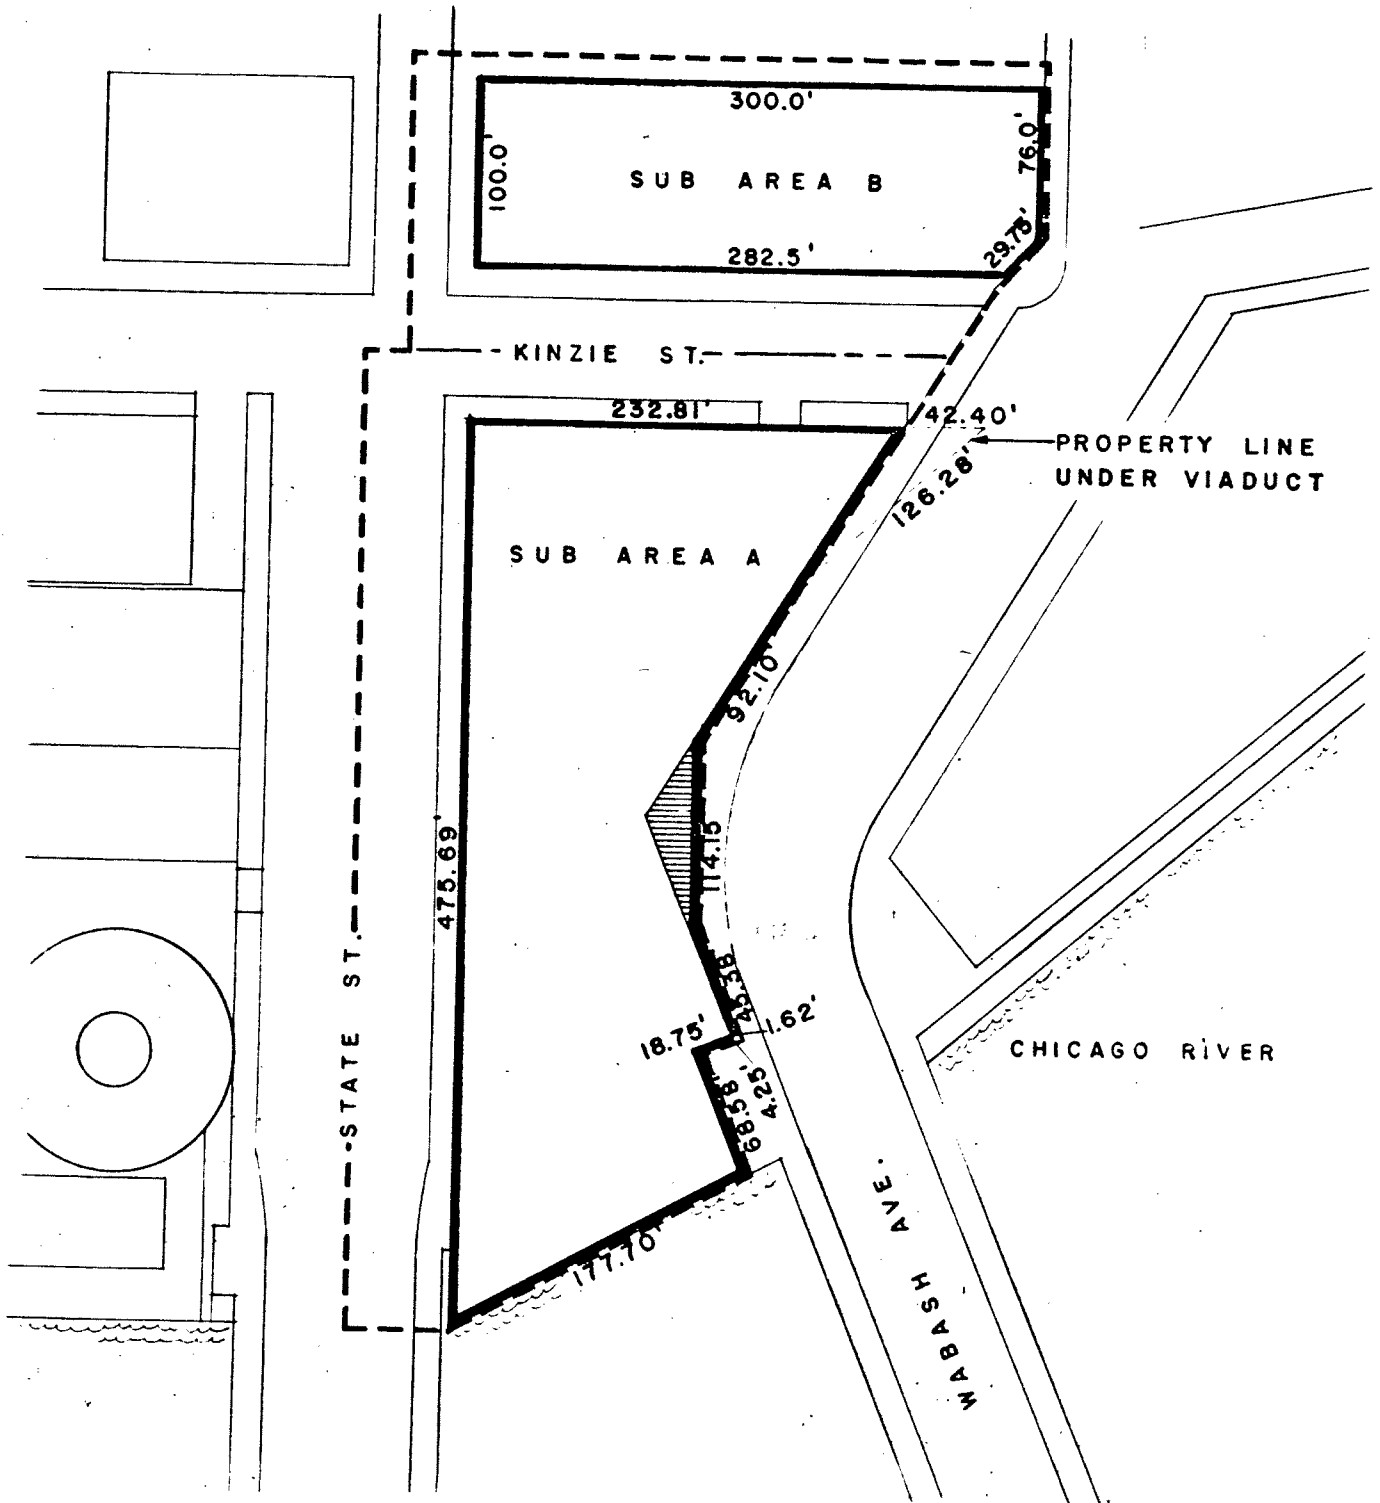 300.0'
100.0'
76.0'
SUB AREA B
29.75'
282.5'
KINZIE ST.
232.81'
42.40'
PROPERTY LINE
UNDER VIADUCT
126.28'
SUB AREA A
92.10'
114.15'
475.69'
45.38'
STATE ST.
18.75'
1.62'
CHICAGO RIVER
68.58'
4.25'
177.70'
WABASH AVE.